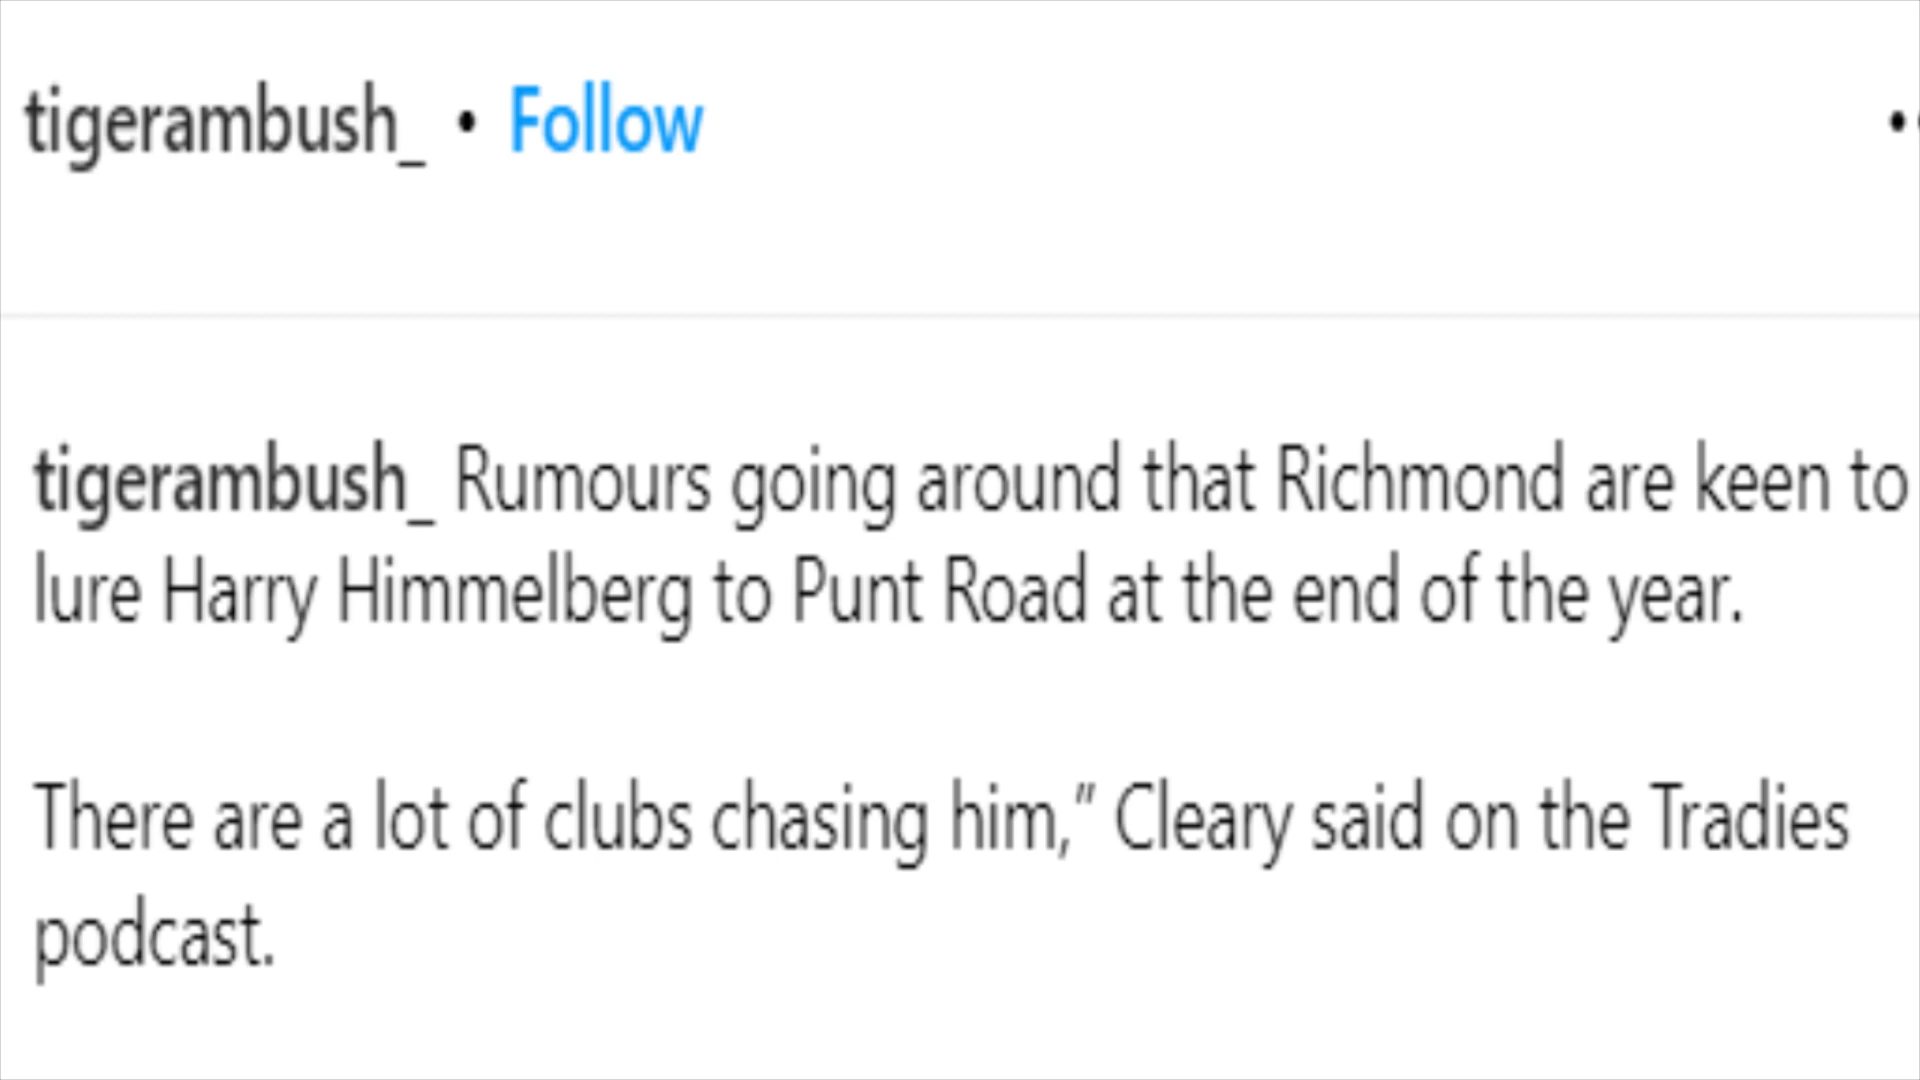 tigerambush_ • Follow
tigerambush_ Rumours going around that Richmond are keen to
lure Harry Himmelberg to Punt Road at the end of the year.
There are a lot of clubs chasing him,” Cleary said on the Tradies
podcast.